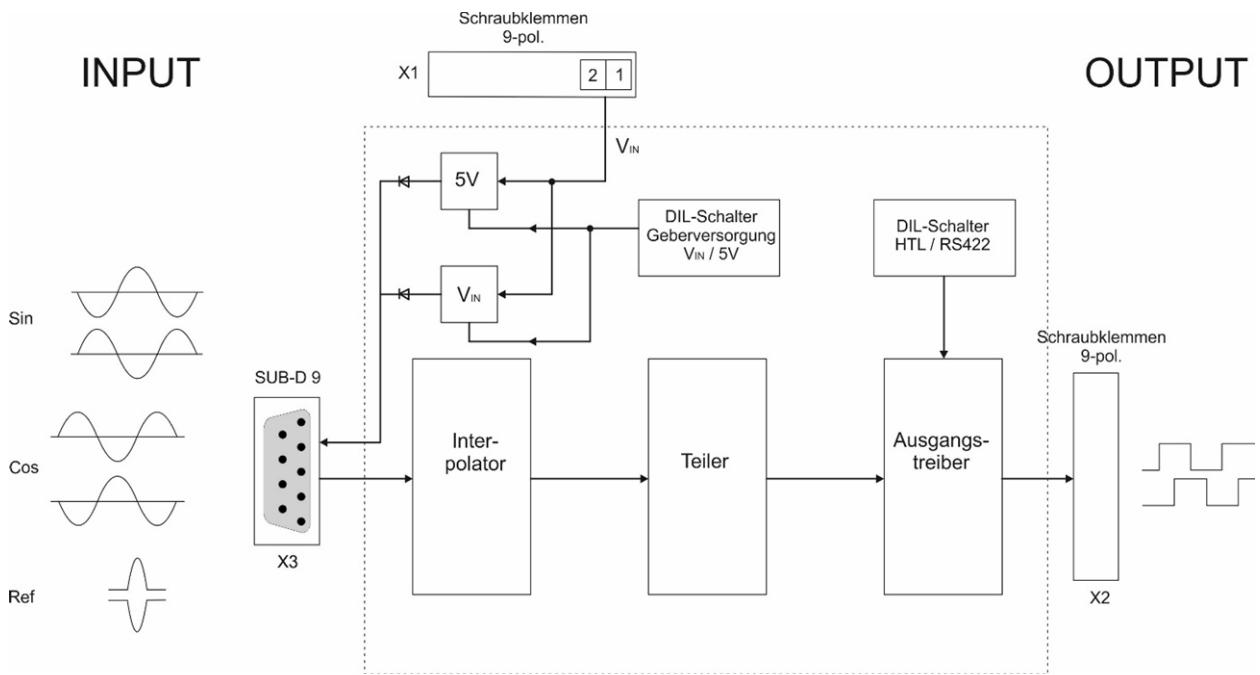 Schraubklemmen
9-pol.
INPUT
X1
2 1
OUTPUT
VIN
5V
DIL-Schalter
Geberversorgung
VIN / 5V
DIL-Schalter
HTL / RS422
VIN
Sin
Schraubklemmen
9-pol.
SUB-D 9
Inter-
polator
Teiler
Ausgangs-
treiber
Cos
X3
X2
Ref